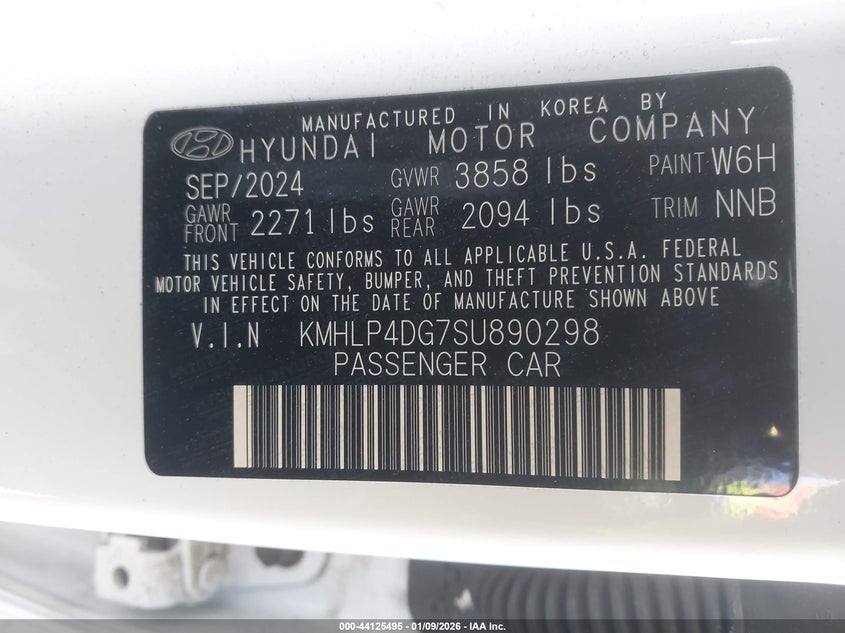 MANUFACTURED IN KOREA BY
HYUNDAI MOTOR COMPANY
SEP/2024 GVWR 3858 lbs PAINT W6H
GAWR FRONT 2271 lbs GAWR REAR 2094 lbs TRIM NNB
THIS VEHICLE CONFORMS TO ALL APPLICABLE U.S.A. FEDERAL
MOTOR VEHICLE SAFETY, BUMPER, AND THEFT PREVENTION STANDARDS
IN EFFECT ON THE DATE OF MANUFACTURE SHOWN ABOVE
V.I.N KMHLP4DG7SU890298
PASSENGER CAR
000-44125495 - 01/09/2026 - IAA Inc.